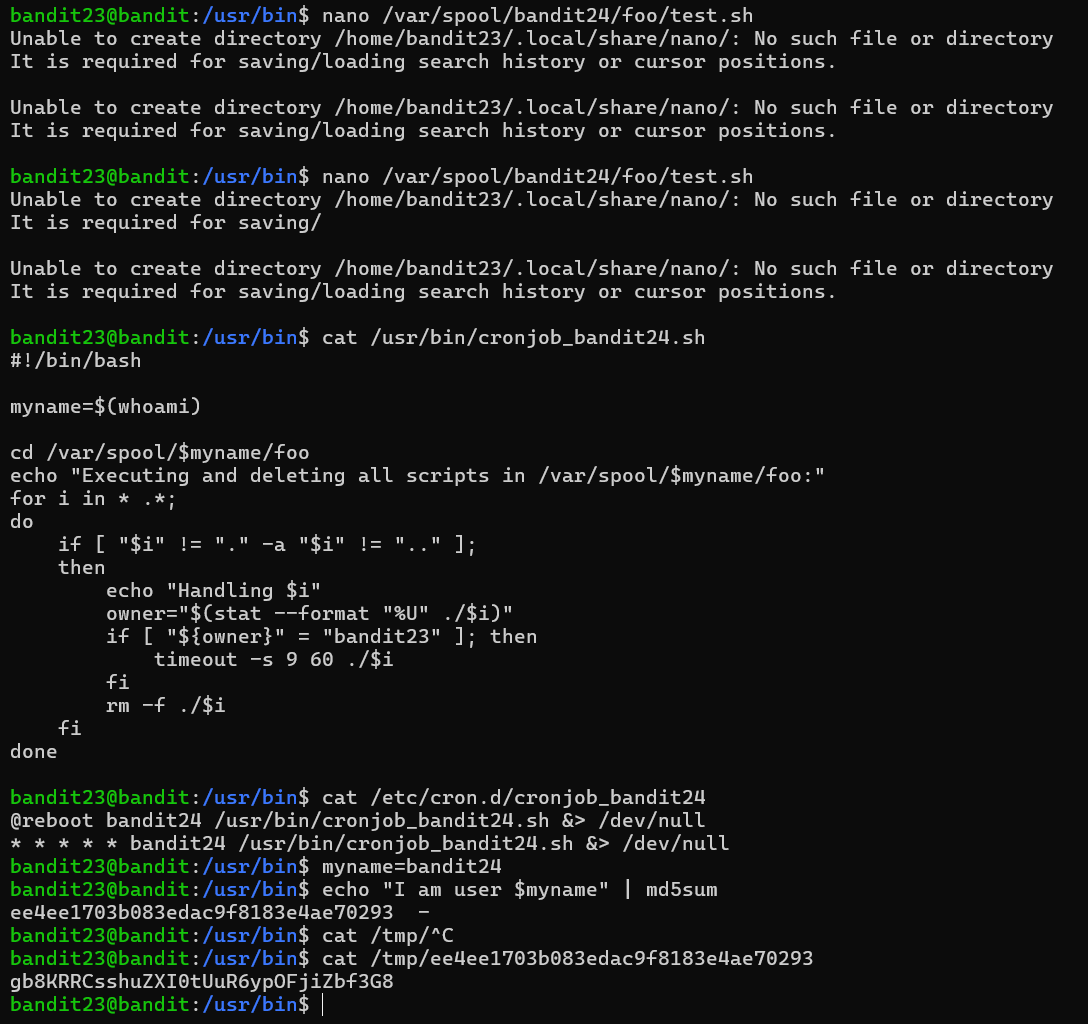 bandit23@bandit:/usr/bin$ nano /var/spool/bandit24/foo/test.sh
Unable to create directory /home/bandit23/.local/share/nano/: No such file or directory
It is required for saving/loading search history or cursor positions.

Unable to create directory /home/bandit23/.local/share/nano/: No such file or directory
It is required for saving/loading search history or cursor positions.

bandit23@bandit:/usr/bin$ nano /var/spool/bandit24/foo/test.sh
Unable to create directory /home/bandit23/.local/share/nano/: No such file or directory
It is required for saving/

Unable to create directory /home/bandit23/.local/share/nano/: No such file or directory
It is required for saving/loading search history or cursor positions.

bandit23@bandit:/usr/bin$ cat /usr/bin/cronjob_bandit24.sh
#!/bin/bash

myname=$(whoami)

cd /var/spool/$myname/foo
echo "Executing and deleting all scripts in /var/spool/$myname/foo:"
for i in * .*;
do
    if [ "$i" != "." -a "$i" != ".." ];
    then
        echo "Handling $i"
        owner="$(stat --format "%U" ./$i)"
        if [ "${owner}" = "bandit23" ]; then
            timeout -s 9 60 ./$i
        fi
        rm -f ./$i
    fi
done

bandit23@bandit:/usr/bin$ cat /etc/cron.d/cronjob_bandit24
@reboot bandit24 /usr/bin/cronjob_bandit24.sh &> /dev/null
* * * * * bandit24 /usr/bin/cronjob_bandit24.sh &> /dev/null
bandit23@bandit:/usr/bin$ myname=bandit24
bandit23@bandit:/usr/bin$ echo "I am user $myname" | md5sum
ee4ee1703b083edac9f8183e4ae70293  -
bandit23@bandit:/usr/bin$ cat /tmp/^C
bandit23@bandit:/usr/bin$ cat /tmp/ee4ee1703b083edac9f8183e4ae70293
gb8KRRCsshuZXI0tUuR6ypOFjiZbf3G8
bandit23@bandit:/usr/bin$